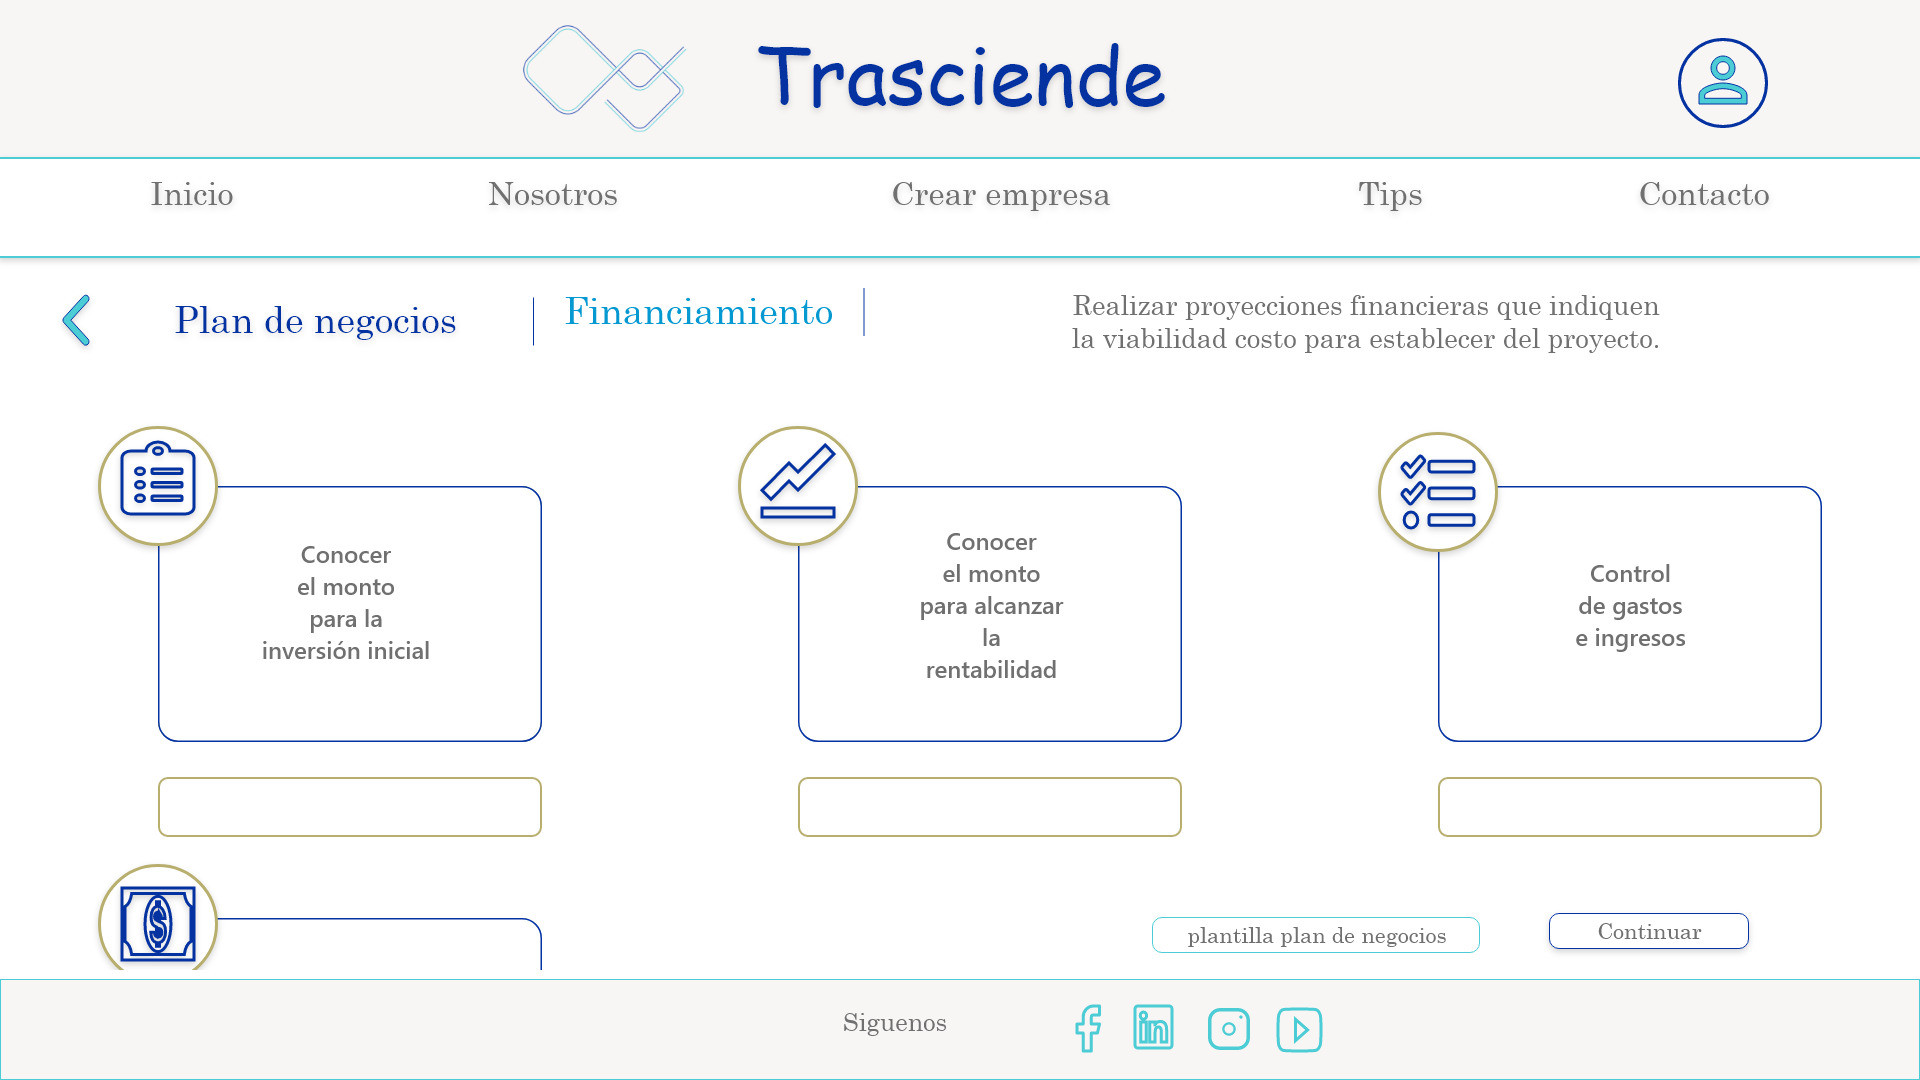 Trasciende
Inicio
Nosotros
Crear empresa
Tips
Contacto
Plan de negocios
Financiamiento
Realizar proyecciones financieras que indiquen
la viabilidad costo para establecer del proyecto.
Conocer
el monto
para la
inversión inicial
Conocer
el monto
para alcanzar
la
rentabilidad
Control
de gastos
e ingresos
$
plantilla plan de negocios
Continuar
Siguenos
in